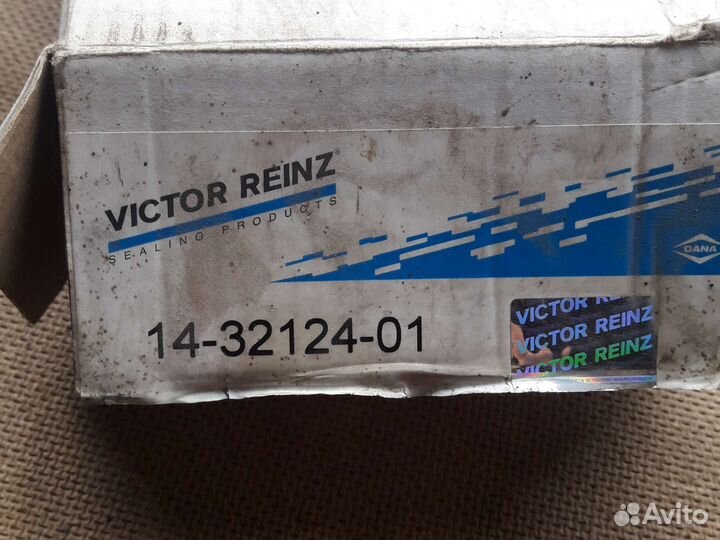 VICTOR REINZ®
SEALING PRODUCTS
DANA
14-32124-01
VICTOR REINZ
VICTOR REINZ
VICTOR REINZ
Avito